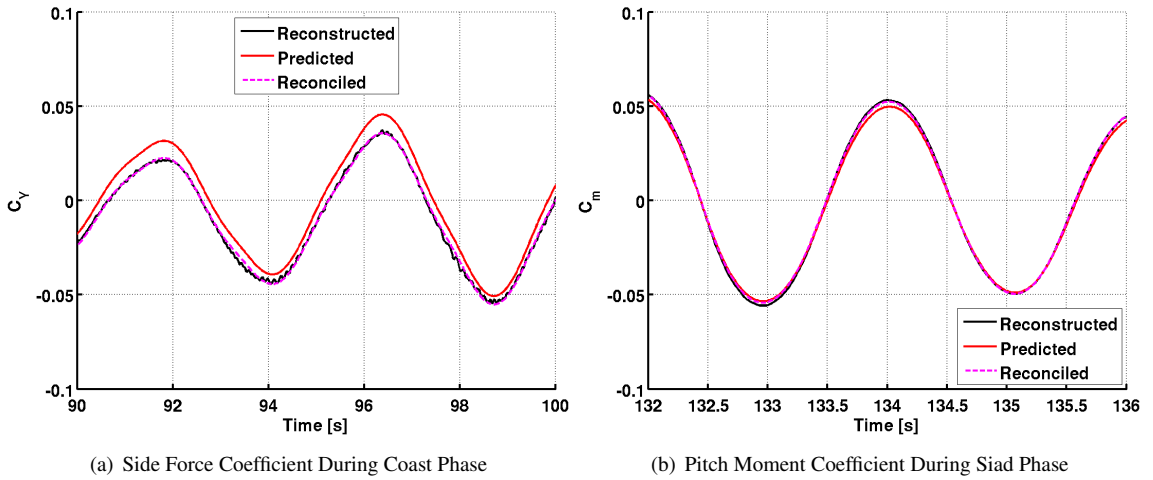 0.1
0.05
0
-0.05
-0.1
C_Y
Reconstructed
Predicted
Reconciled
90
92
94
96
98
100
Time [s]
(a) Side Force Coefficient During Coast Phase
0.1
0.05
0
-0.05
-0.1
C_m
Reconstructed
Predicted
Reconciled
132
132.5
133
133.5
134
134.5
135
135.5
136
Time [s]
(b) Pitch Moment Coefficient During Siad Phase